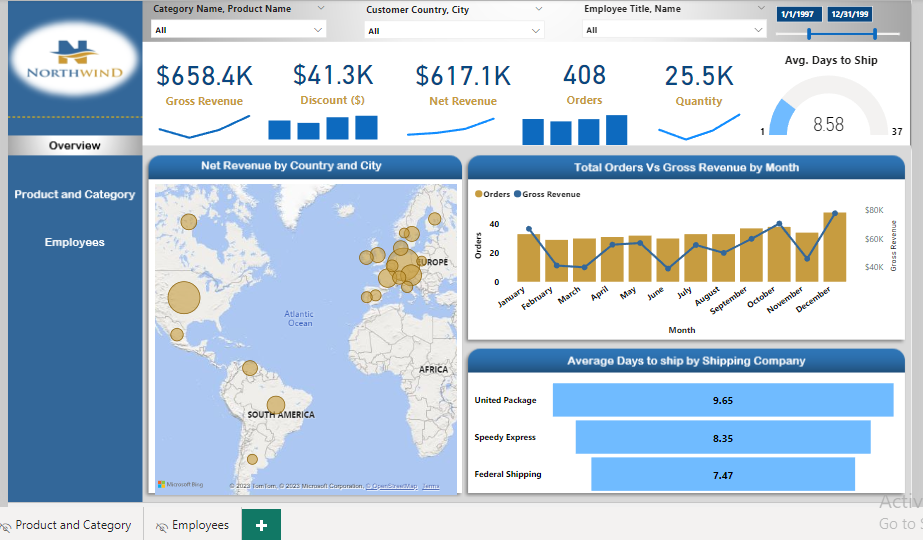 Category Name, Product Name
All
Customer Country, City
All
Employee Title, Name
All
1/1/1997
12/31/199
NORTHWIND
$658.4K
Gross Revenue
$41.3K
Discount ($)
$617.1K
Net Revenue
408
Orders
25.5K
Quantity
Avg. Days to Ship
8.58
1
37
Overview
Product and Category
Employees
Net Revenue by Country and City
EUROPE
Atlantic
Ocean
AFRICA
SOUTH AMERICA
Microsoft Bing
© 2023 TomTom, © 2023 Microsoft Corporation, © OpenStreetMap Terms
Total Orders Vs Gross Revenue by Month
Orders
Gross Revenue
Orders
40
20
0
$80K
$60K
$40K
Gross Revenue
January
February
March
April
May
June
July
August
September
October
November
December
Month
Average Days to ship by Shipping Company
United Package
9.65
Speedy Express
8.35
Federal Shipping
7.47
Product and Category
Employees
+
Activ
Go to S